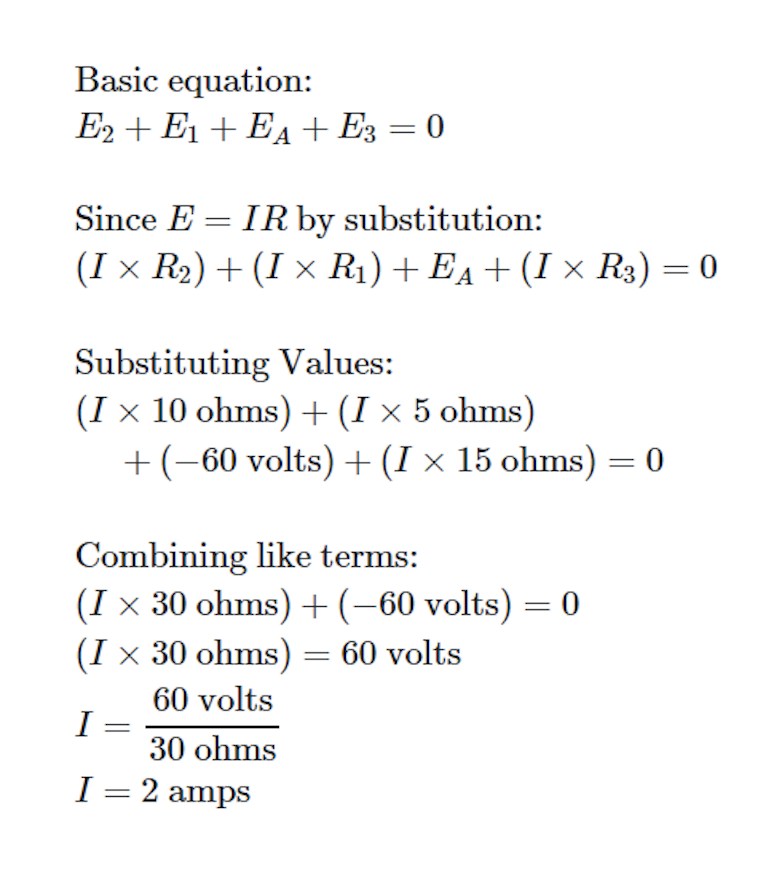 Basic equation:
E₂ + E₁ + E_A + E₃ = 0
Since E = IR by substitution:
(I × R₂) + (I × R₁) + E_A + (I × R₃) = 0
Substituting Values:
(I × 10 ohms) + (I × 5 ohms)
+ (−60 volts) + (I × 15 ohms) = 0
Combining like terms:
(I × 30 ohms) + (−60 volts) = 0
(I × 30 ohms) = 60 volts
I = 60 volts / 30 ohms
I = 2 amps